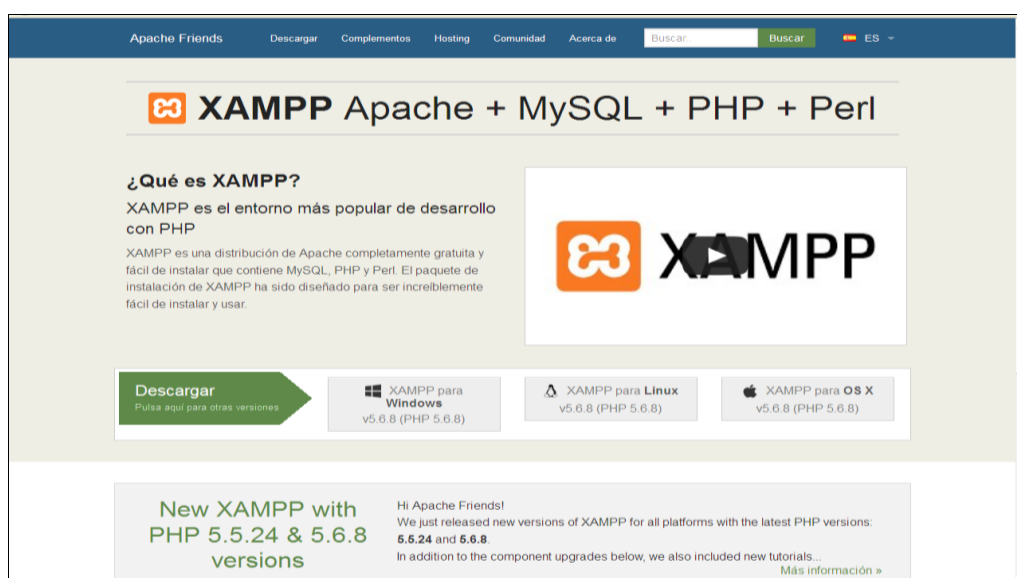 Apache Friends Descargar Complementos Hosting Comunidad Acerca de Buscar... Buscar ES
XAMPP Apache + MySQL + PHP + Perl
¿Qué es XAMPP?
XAMPP es el entorno más popular de desarrollo
con PHP
XAMPP es una distribución de Apache completamente gratuita y
fácil de instalar que contiene MySQL, PHP y Perl. El paquete de
instalación de XAMPP ha sido diseñado para ser increíblemente
fácil de instalar y usar.
XAMPP
Descargar
Pulsa aquí para otras versiones
XAMPP para
Windows
v5.6.8 (PHP 5.6.8)
XAMPP para Linux
v5.6.8 (PHP 5.6.8)
XAMPP para OS X
v5.6.8 (PHP 5.6.8)
New XAMPP with
PHP 5.5.24 & 5.6.8
versions
Hi Apache Friends!
We just released new versions of XAMPP for all platforms with the latest PHP versions:
5.5.24 and 5.6.8.
In addition to the component upgrades below, we also included new tutorials...
Más información »